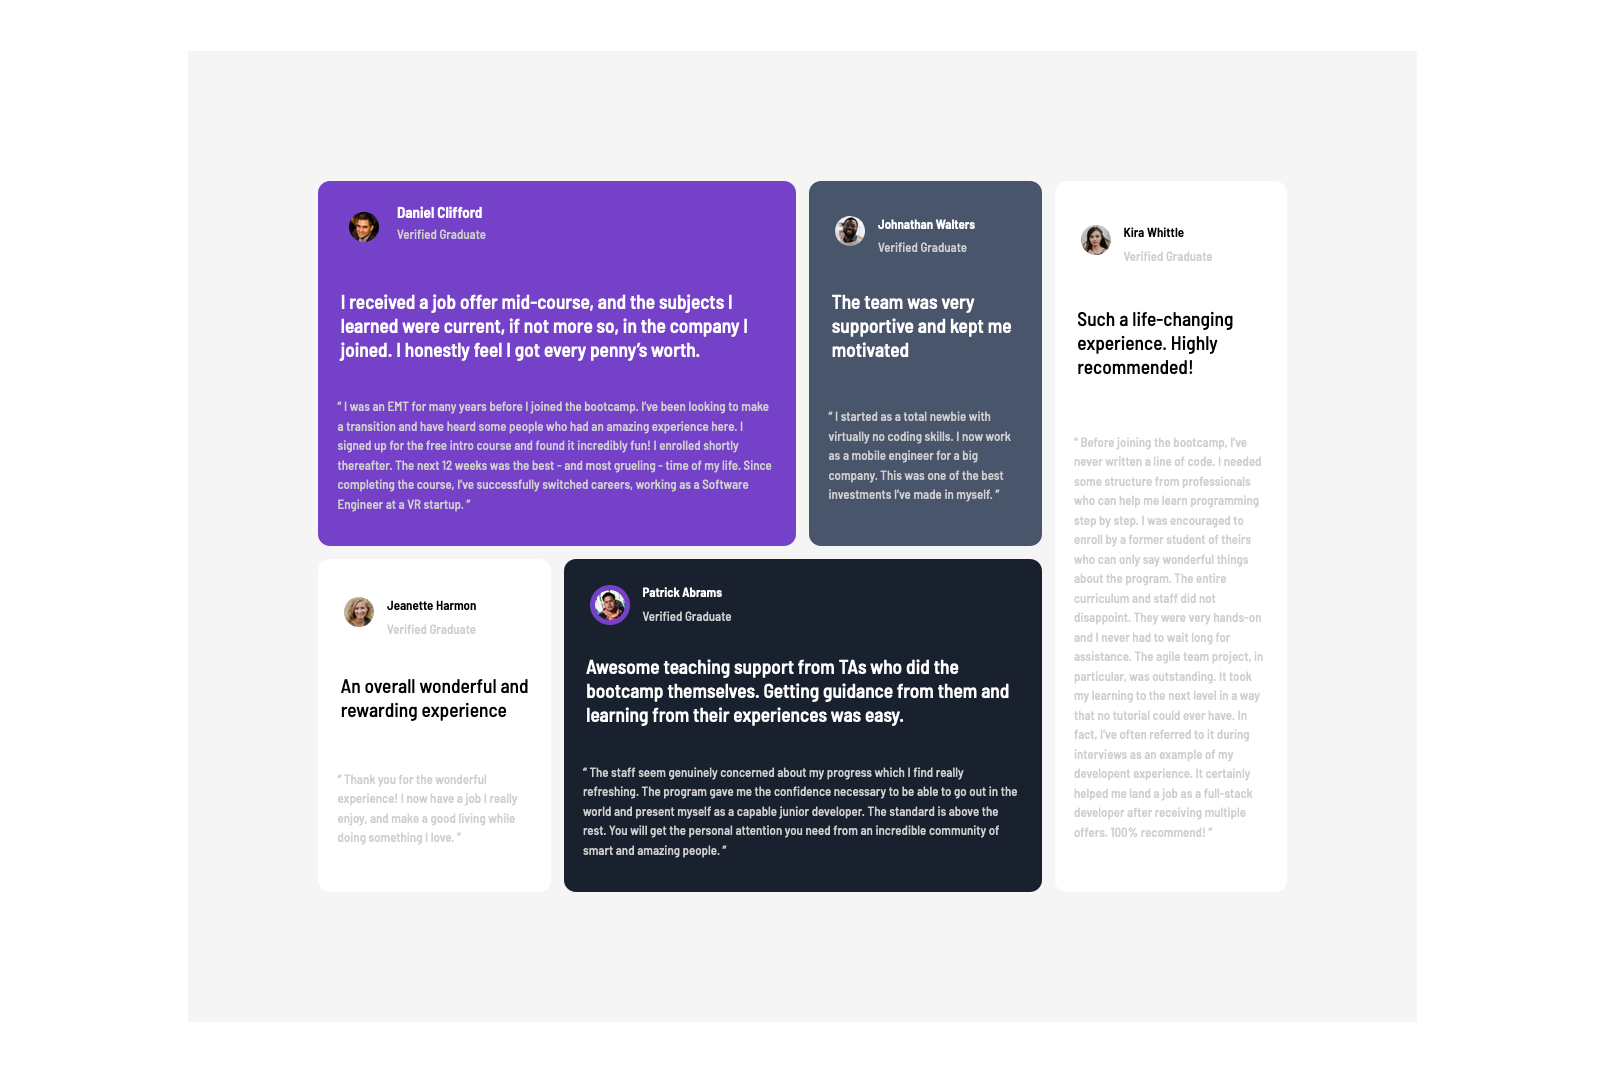 Daniel Clifford
Verified Graduate
I received a job offer mid-course, and the subjects I
learned were current, if not more so, in the company I
joined. I honestly feel I got every penny’s worth.
“ I was an EMT for many years before I joined the bootcamp. I’ve been looking to make
a transition and have heard some people who had an amazing experience here. I
signed up for the free intro course and found it incredibly fun! I enrolled shortly
thereafter. The next 12 weeks was the best - and most grueling - time of my life. Since
completing the course, I’ve successfully switched careers, working as a Software
Engineer at a VR startup. ”
Johnathan Walters
Verified Graduate
The team was very
supportive and kept me
motivated
“ I started as a total newbie with
virtually no coding skills. I now work
as a mobile engineer for a big
company. This was one of the best
investments I’ve made in myself. ”
Kira Whittle
Verified Graduate
Such a life-changing
experience. Highly
recommended!
“ Before joining the bootcamp, I’ve
never written a line of code. I needed
some structure from professionals
who can help me learn programming
step by step. I was encouraged to
enroll by a former student of theirs
who can only say wonderful things
about the program. The entire
curriculum and staff did not
disappoint. They were very hands-on
and I never had to wait long for
assistance. The agile team project, in
particular, was outstanding. It took
my learning to the next level in a way
that no tutorial could ever have. In
fact, I’ve often referred to it during
interviews as an example of my
developent experience. It certainly
helped me land a job as a full-stack
developer after receiving multiple
offers. 100% recommend! ”
Jeanette Harmon
Verified Graduate
An overall wonderful and
rewarding experience
“ Thank you for the wonderful
experience! I now have a job I really
enjoy, and make a good living while
doing something I love. ”
Patrick Abrams
Verified Graduate
Awesome teaching support from TAs who did the
bootcamp themselves. Getting guidance from them and
learning from their experiences was easy.
“ The staff seem genuinely concerned about my progress which I find really
refreshing. The program gave me the confidence necessary to be able to go out in the
world and present myself as a capable junior developer. The standard is above the
rest. You will get the personal attention you need from an incredible community of
smart and amazing people. ”